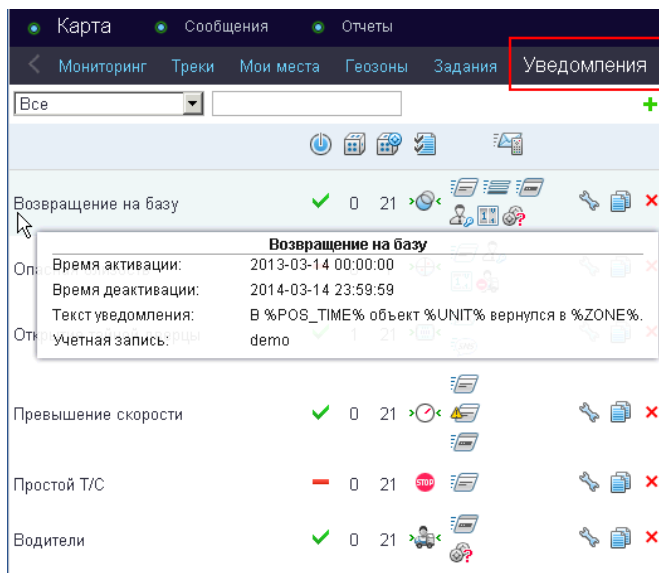 Карта Сообщения Отчеты
Мониторинг Треки Мои места Геозоны Задания Уведомления
Все
Возвращение на базу 0 21
Возвращение на базу
Время активации: 2013-03-14 00:00:00
Время деактивации: 2014-03-14 23:59:59
Текст уведомления: В %POS_TIME% объект %UNIT% вернулся в %ZONE%.
Учетная запись: demo
1 21
Превышение скорости 0 21
Простой Т/С 0 21 STOP
Водители 0 21